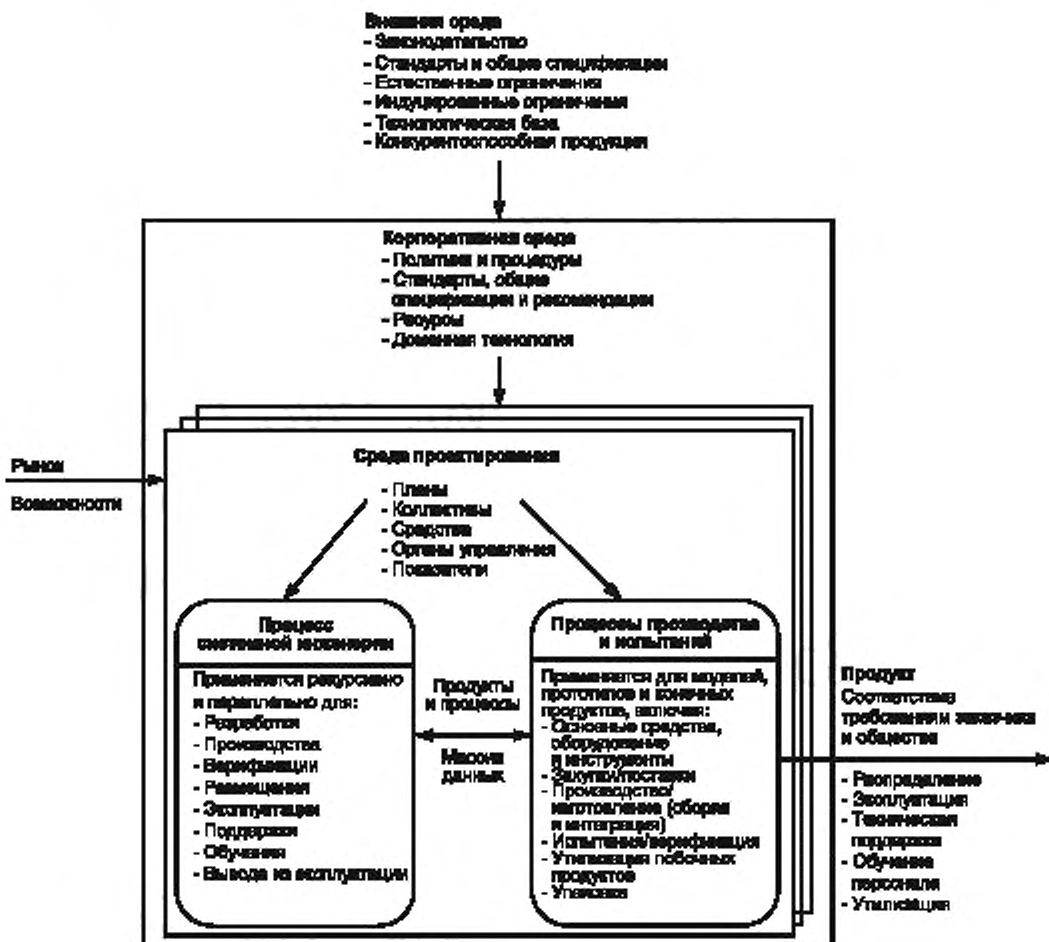 Внешняя среда
- Законодательство
- Стандарты и общие спецификации
- Естественные ограничения
- Индуцированные ограничения
- Технологическая база
- Конкурентоспособная продукция
Корпоративная среда
- Политики и процедуры
- Стандарты, общие
спецификации и рекомендации
- Ресурсы
- Доменная технология
Рынок
Возможности
Среда проектирования
- Планы
- Коллективы
- Средства
- Органы управления
- Показатели
Процесс
системной инженерии
Применяется рекурсивно
и параллельно для:
- Разработки
- Производства
- Верификации
- Размещения
- Эксплуатации
- Поддержки
- Обучения
- Вывода из эксплуатации
Продукты
и процессы
Массив
данных
Процессы производства
и испытаний
Применяется для моделей,
прототипов и конечных
продуктов, включая:
- Основные средства,
оборудование
и инструменты
- Закупки/поставки
- Производство/
изготовление (сборка
и интеграция)
- Испытания/верификация
- Утилизация побочных
продуктов
- Упаковка
Продукт
Соответствие
требованиям заказчика
и общества
- Распределение
- Эксплуатация
- Техническая
поддержка
- Обучение
персонала
- Утилизация